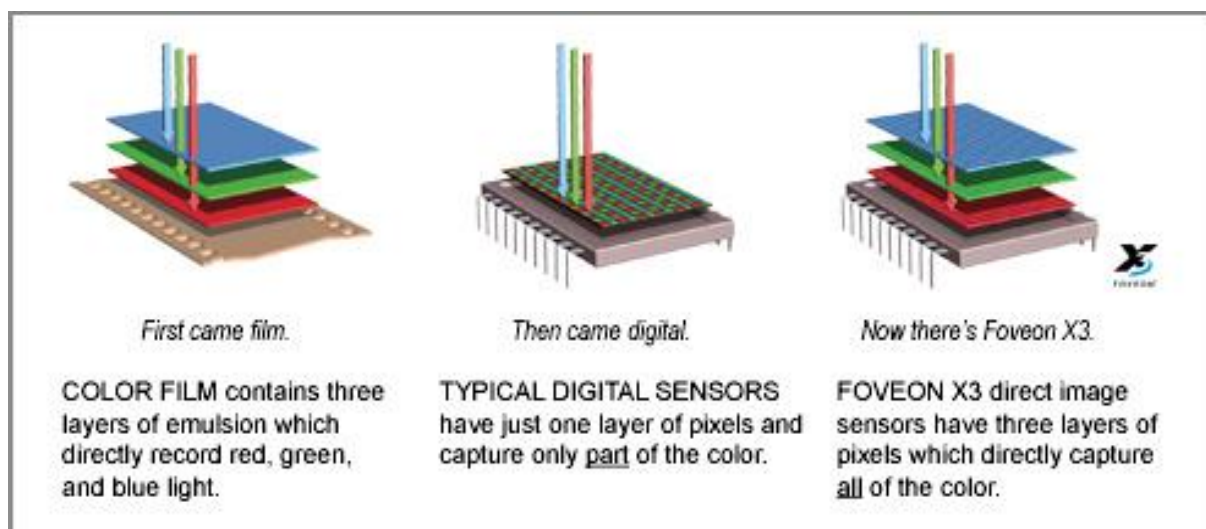 X3
FOVEON
First came film.
Then came digital.
Now there's Foveon X3.
COLOR FILM contains three
layers of emulsion which
directly record red, green,
and blue light.
TYPICAL DIGITAL SENSORS
have just one layer of pixels and
capture only part of the color.
FOVEON X3 direct image
sensors have three layers of
pixels which directly capture
all of the color.